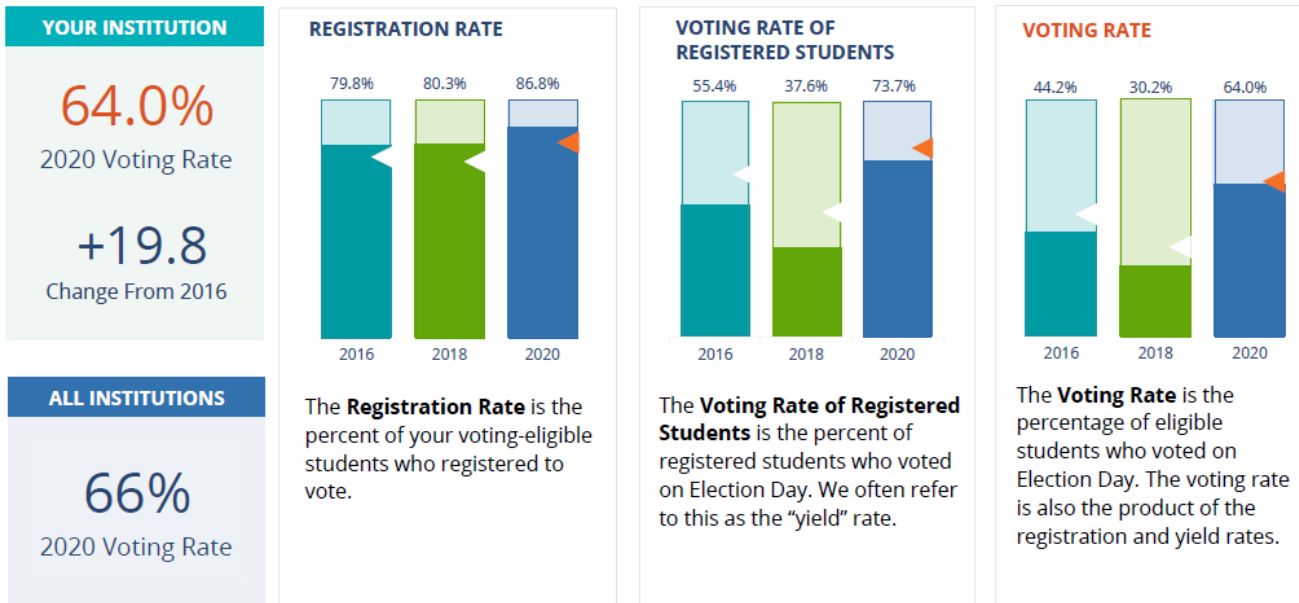 YOUR INSTITUTION
64.0%
2020 Voting Rate
+19.8
Change From 2016
ALL INSTITUTIONS
66%
2020 Voting Rate
REGISTRATION RATE
79.8% 80.3% 86.8%
2016 2018 2020
The Registration Rate is the
percent of your voting-eligible
students who registered to
vote.
VOTING RATE OF
REGISTERED STUDENTS
55.4% 37.6% 73.7%
2016 2018 2020
The Voting Rate of Registered
Students is the percent of
registered students who voted
on Election Day. We often refer
to this as the “yield” rate.
VOTING RATE
44.2% 30.2% 64.0%
2016 2018 2020
The Voting Rate is the
percentage of eligible
students who voted on
Election Day. The voting rate
is also the product of the
registration and yield rates.